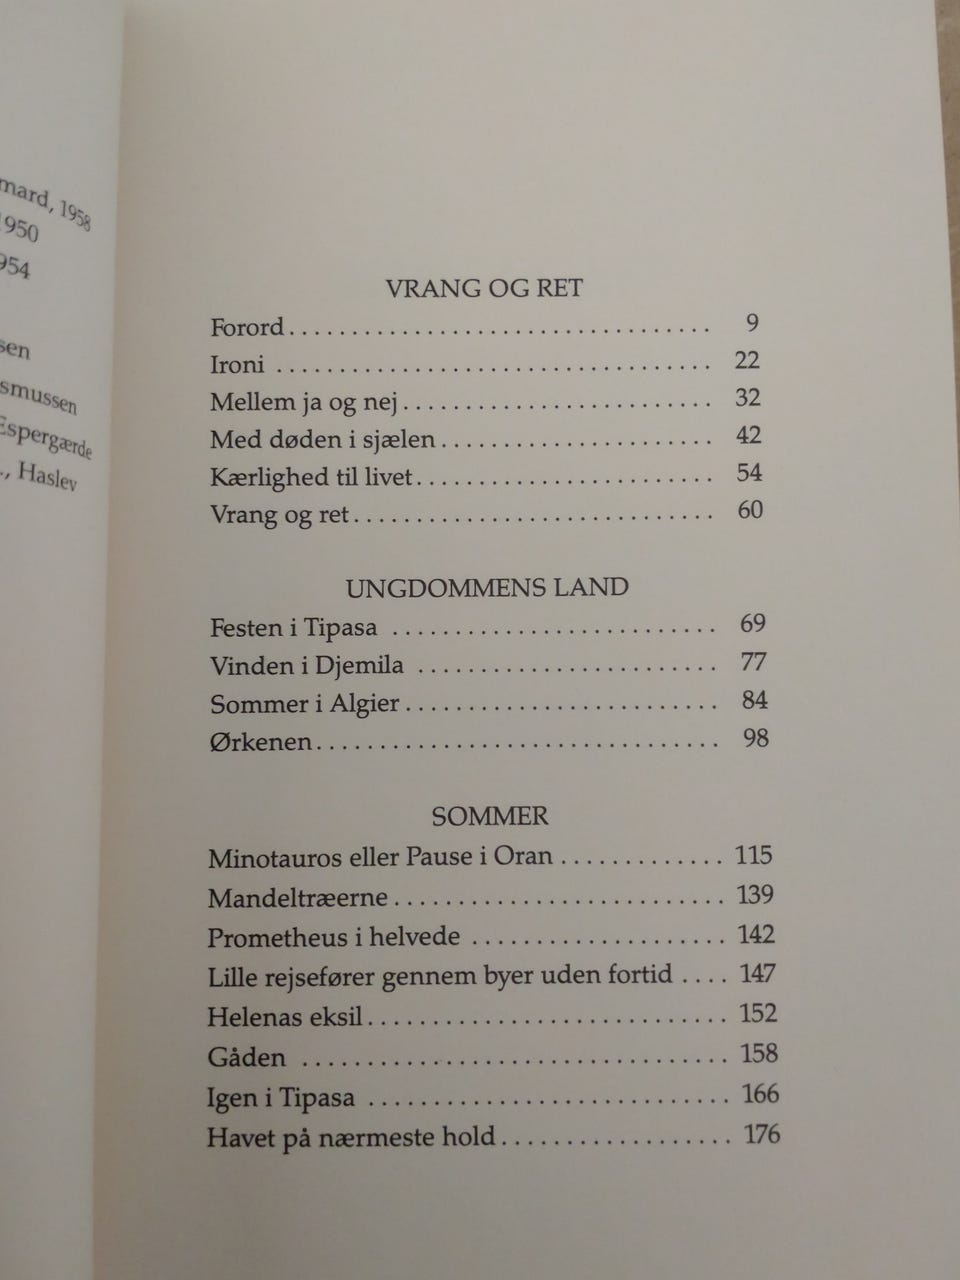 mard, 1958
1950
954
sen
smussen
Espergærde
., Haslev
VRANG OG RET
Forord................................. 9
Ironi .................................. 22
Mellem ja og nej......................... 32
Med døden i sjælen...................... 42
Kærlighed til livet........................ 54
Vrang og ret............................. 60
UNGDOMMENS LAND
Festen i Tipasa .......................... 69
Vinden i Djemila ........................ 77
Sommer i Algier......................... 84
Ørkenen................................ 98
SOMMER
Minotauros eller Pause i Oran............. 115
Mandeltræerne........................... 139
Prometheus i helvede .................... 142
Lille rejsefører gennem byer uden fortid.... 147
Helenas eksil............................. 152
Gåden .................................. 158
Igen i Tipasa ............................. 166
Havet på nærmeste hold................... 176